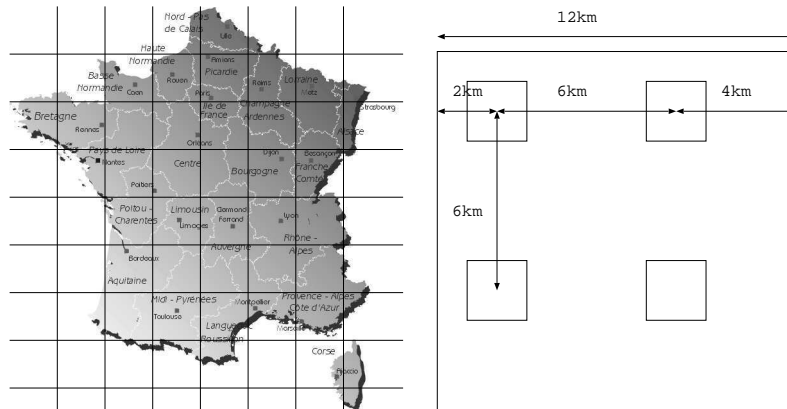 Nord - Pas
de Calais
Lille
Haute
Normandie
Amiens
Picardie
Basse
Normandie
Caen
Rouen
Reims
Lorraine
Metz
Paris
Ile de
France
Champagne
Ardennes
Strasbourg
Alsace
Bretagne
Rennes
Orléans
Pays de Loire
Nantes
Centre
Dijon
Besançon
Bourgogne
Franche
Comté
Poitiers
Poitou -
Charentes
Limousin
Limoges
Germonds
Ferrand
Lyon
Rhône -
Alpes
Auvergne
Bordeaux
Aquitaine
Midi - Pyrénées
Toulouse
Montpellier
Provence - Alpes
Côte d'Azur
Marseille
Roussillon
Corse
Ajaccio
12km
2km
6km
4km
6km